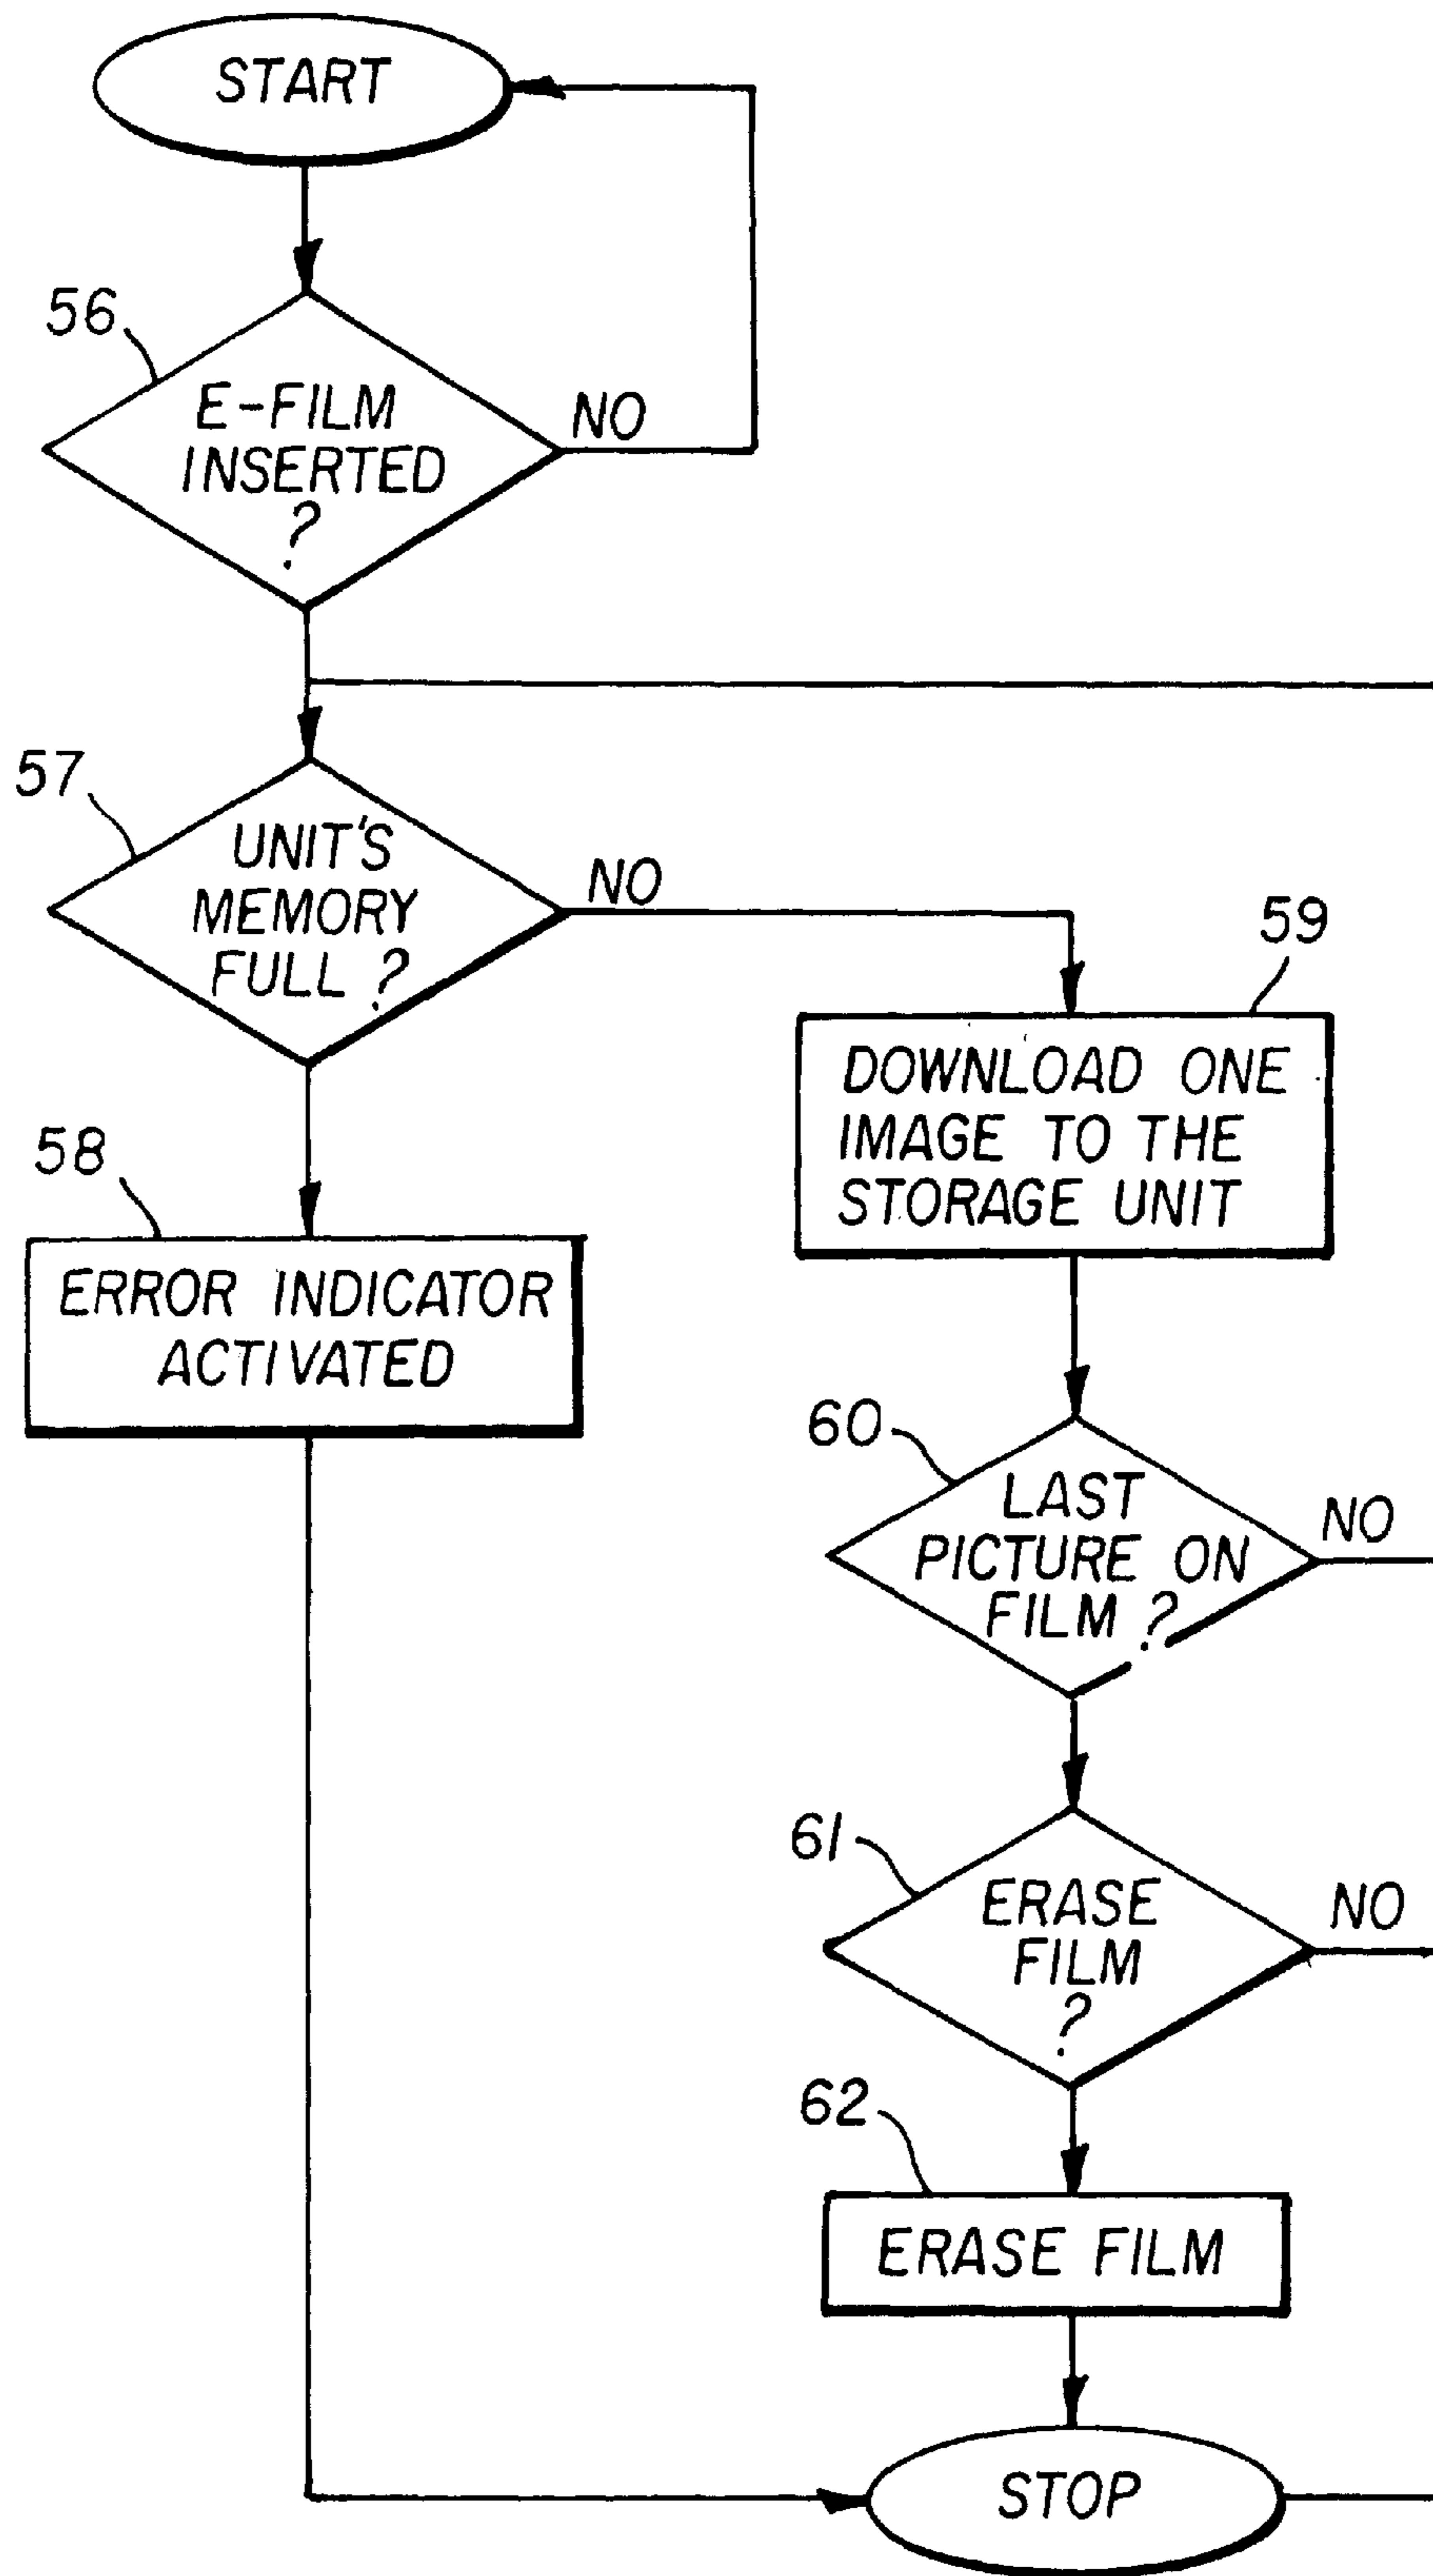 START
56
E-FILM
INSERTED
?
NO
57
UNIT'S
MEMORY
FULL ?
NO
58
ERROR INDICATOR
ACTIVATED
59
DOWNLOAD ONE
IMAGE TO THE
STORAGE UNIT
60
LAST
PICTURE ON
FILM ?
NO
61
ERASE
FILM
?
NO
62
ERASE FILM
STOP